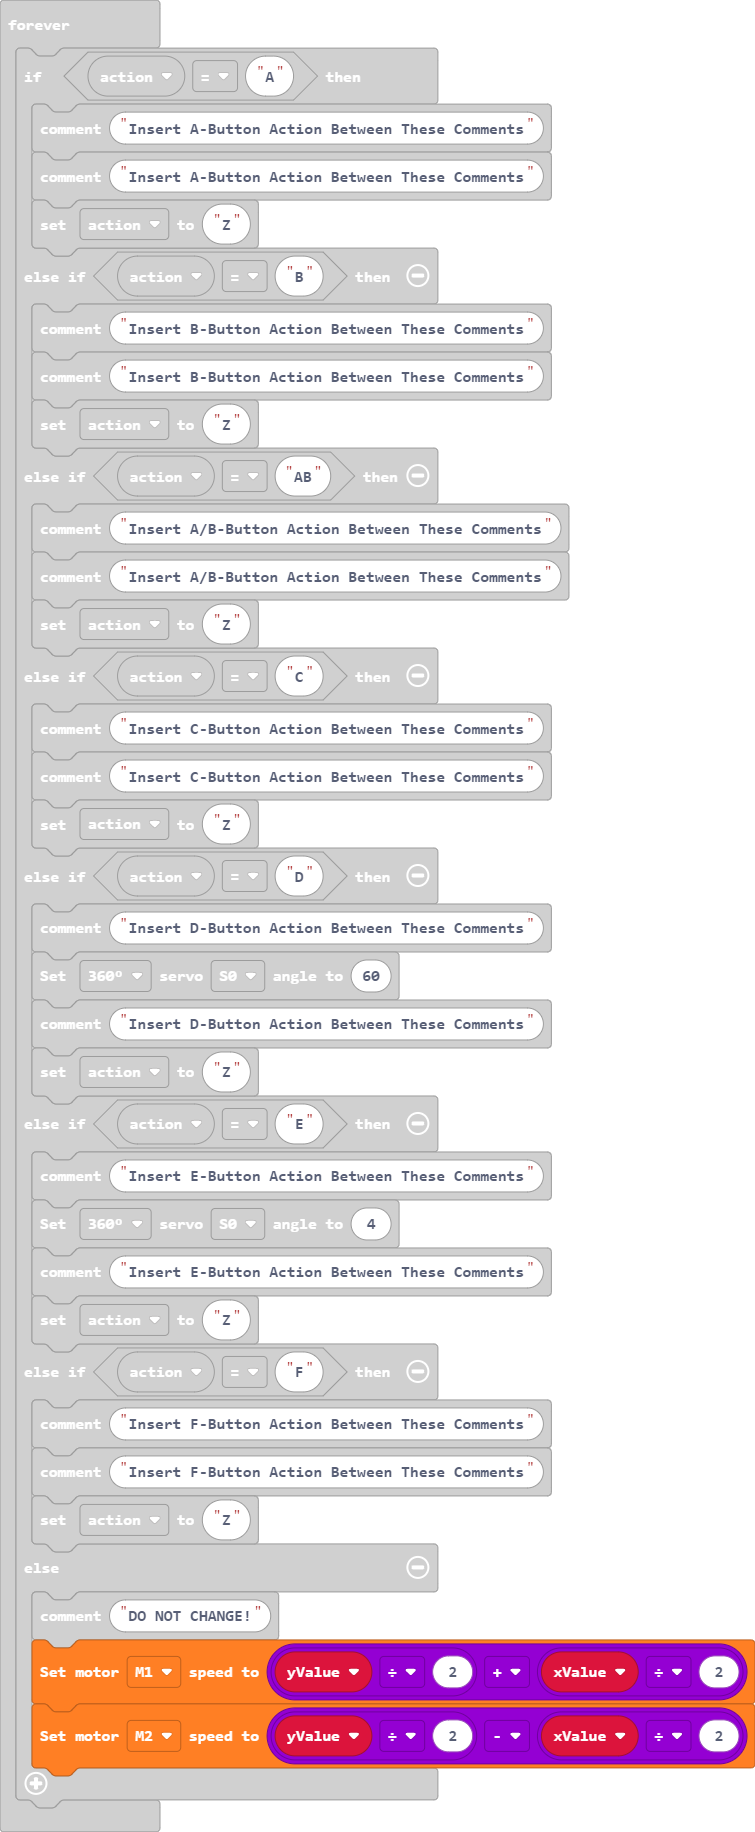 forever
if action = "A" then
comment "Insert A-Button Action Between These Comments"
comment "Insert A-Button Action Between These Comments"
set action to "Z"
else if action = "B" then
comment "Insert B-Button Action Between These Comments"
comment "Insert B-Button Action Between These Comments"
set action to "Z"
else if action = "AB" then
comment "Insert A/B-Button Action Between These Comments"
comment "Insert A/B-Button Action Between These Comments"
set action to "Z"
else if action = "C" then
comment "Insert C-Button Action Between These Comments"
comment "Insert C-Button Action Between These Comments"
set action to "Z"
else if action = "D" then
comment "Insert D-Button Action Between These Comments"
Set 360º servo S0 angle to 60
comment "Insert D-Button Action Between These Comments"
set action to "Z"
else if action = "E" then
comment "Insert E-Button Action Between These Comments"
Set 360º servo S0 angle to 4
comment "Insert E-Button Action Between These Comments"
set action to "Z"
else if action = "F" then
comment "Insert F-Button Action Between These Comments"
comment "Insert F-Button Action Between These Comments"
set action to "Z"
else
comment "DO NOT CHANGE!"
Set motor M1 speed to yValue ÷ 2 + xValue ÷ 2
Set motor M2 speed to yValue ÷ 2 - xValue ÷ 2